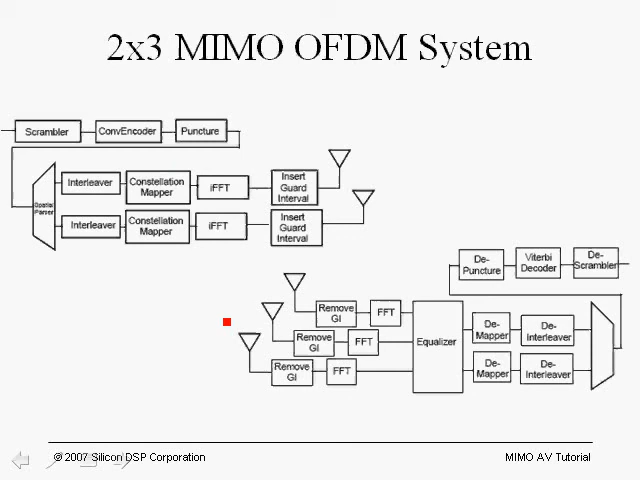 2x3 MIMO OFDM System
Scrambler
ConvEncoder
Puncture
Spatial
Parser
Interleaver
Constellation
Mapper
iFFT
Insert
Guard
Interval
Interleaver
Constellation
Mapper
iFFT
Insert
Guard
Interval
De-
Puncture
Viterbi
Decoder
De-
Scrambler
Remove
GI
FFT
Remove
GI
FFT
Remove
GI
FFT
Equalizer
De-
Mapper
De-
Interleaver
De-
Mapper
De-
Interleaver
© 2007 Silicon DSP Corporation
MIMO AV Tutorial